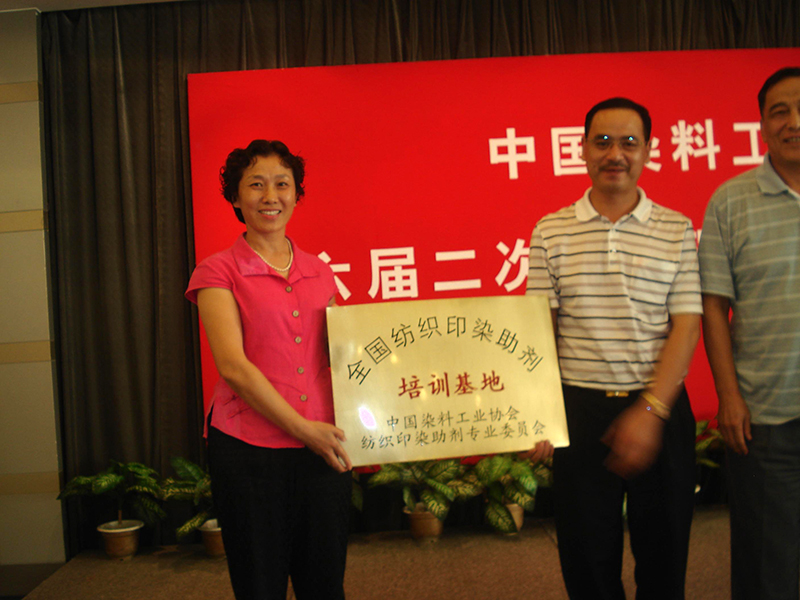 中国染料工
六届二次
全国纺织印染助剂
培训基地
中国染料工业协会
纺织印染助剂专业委员会